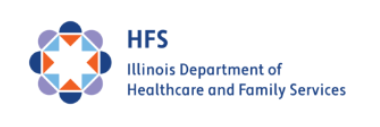 HFS
Illinois Department of
Healthcare and Family Services